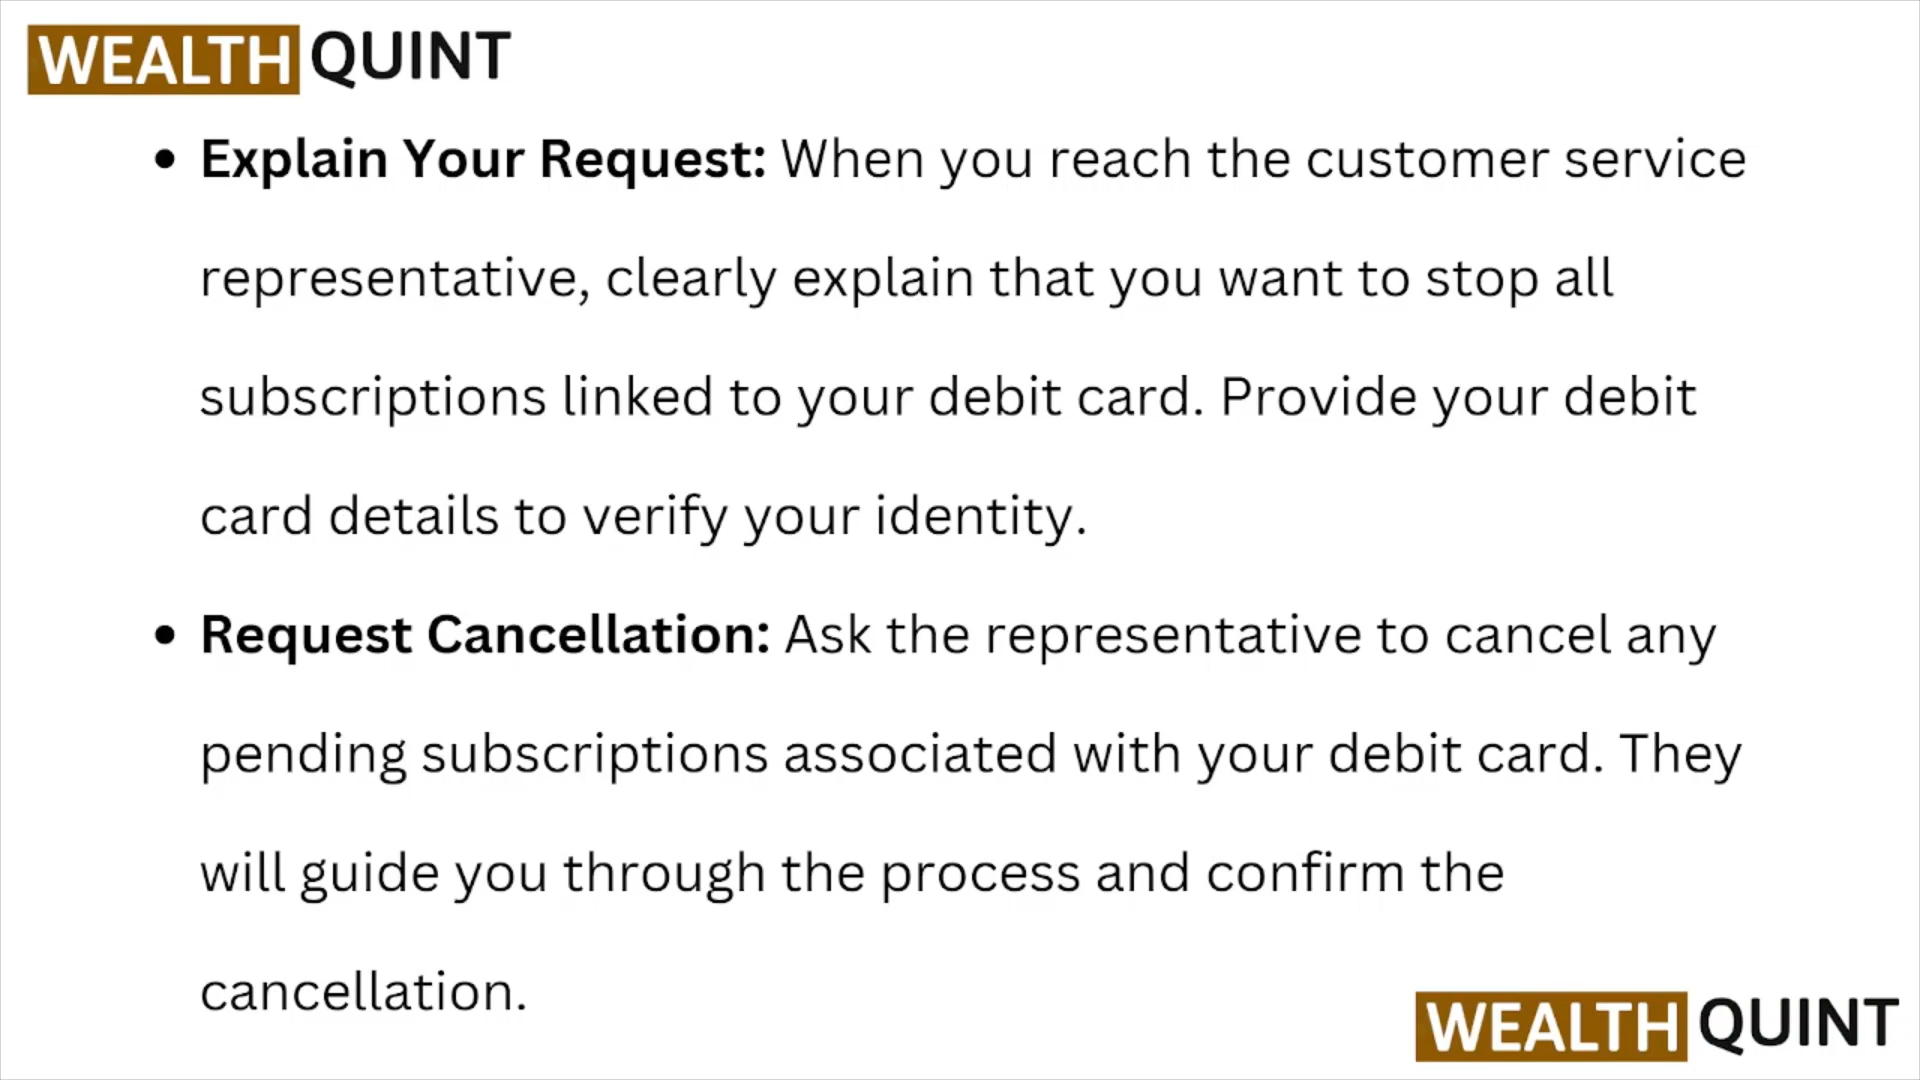 WEALTH QUINT
• Explain Your Request: When you reach the customer service
representative, clearly explain that you want to stop all
subscriptions linked to your debit card. Provide your debit
card details to verify your identity.
• Request Cancellation: Ask the representative to cancel any
pending subscriptions associated with your debit card. They
will guide you through the process and confirm the
cancellation.
WEALTH QUINT